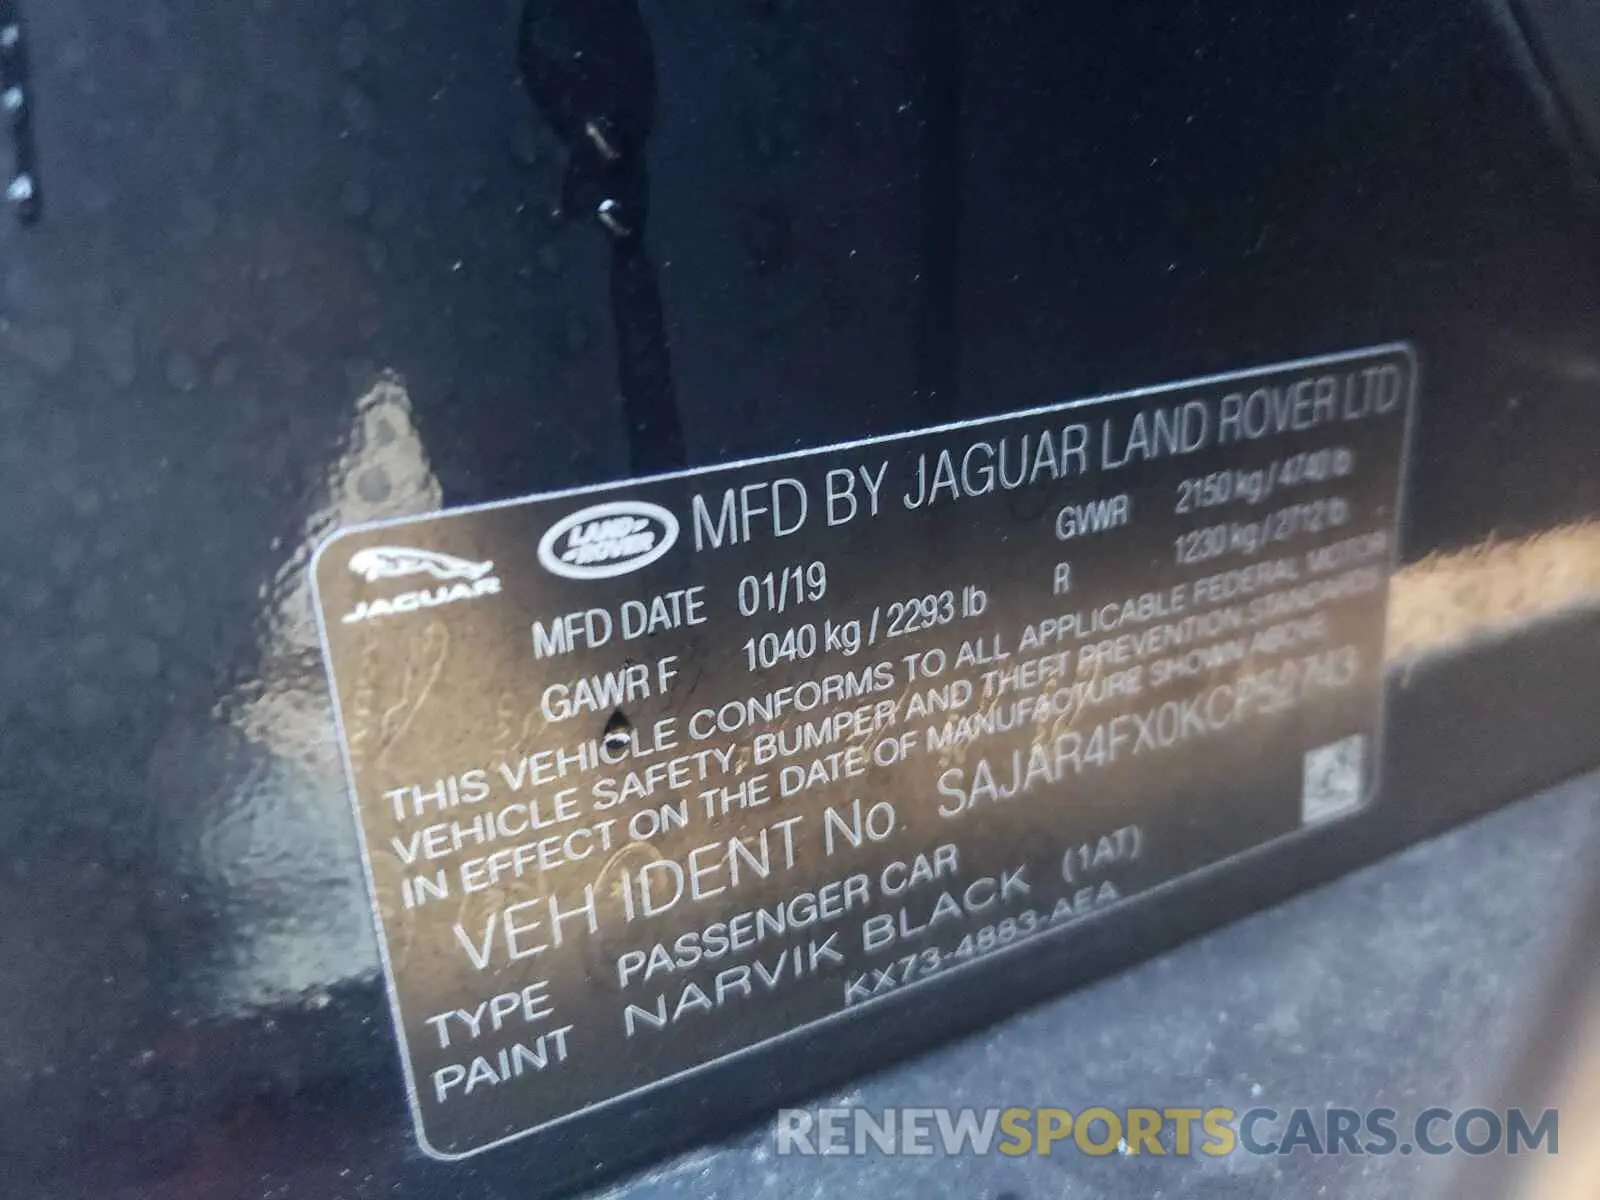 JAGUAR
LAND ROVER
MFD BY JAGUAR LAND ROVER LTD
MFD DATE 01/19 GVWR 2150 kg / 4740 lb
GAWR F 1040 kg / 2293 lb R 1230 kg / 2712 lb
THIS VEHICLE CONFORMS TO ALL APPLICABLE FEDERAL MOTOR
VEHICLE SAFETY, BUMPER AND THEFT PREVENTION STANDARDS
IN EFFECT ON THE DATE OF MANUFACTURE SHOWN ABOVE
VEH IDENT No.
TYPE PASSENGER CAR
PAINT NARVIK BLACK (1AT)
KX73-4883-AEA
RENEWSPORTSCARS.COM